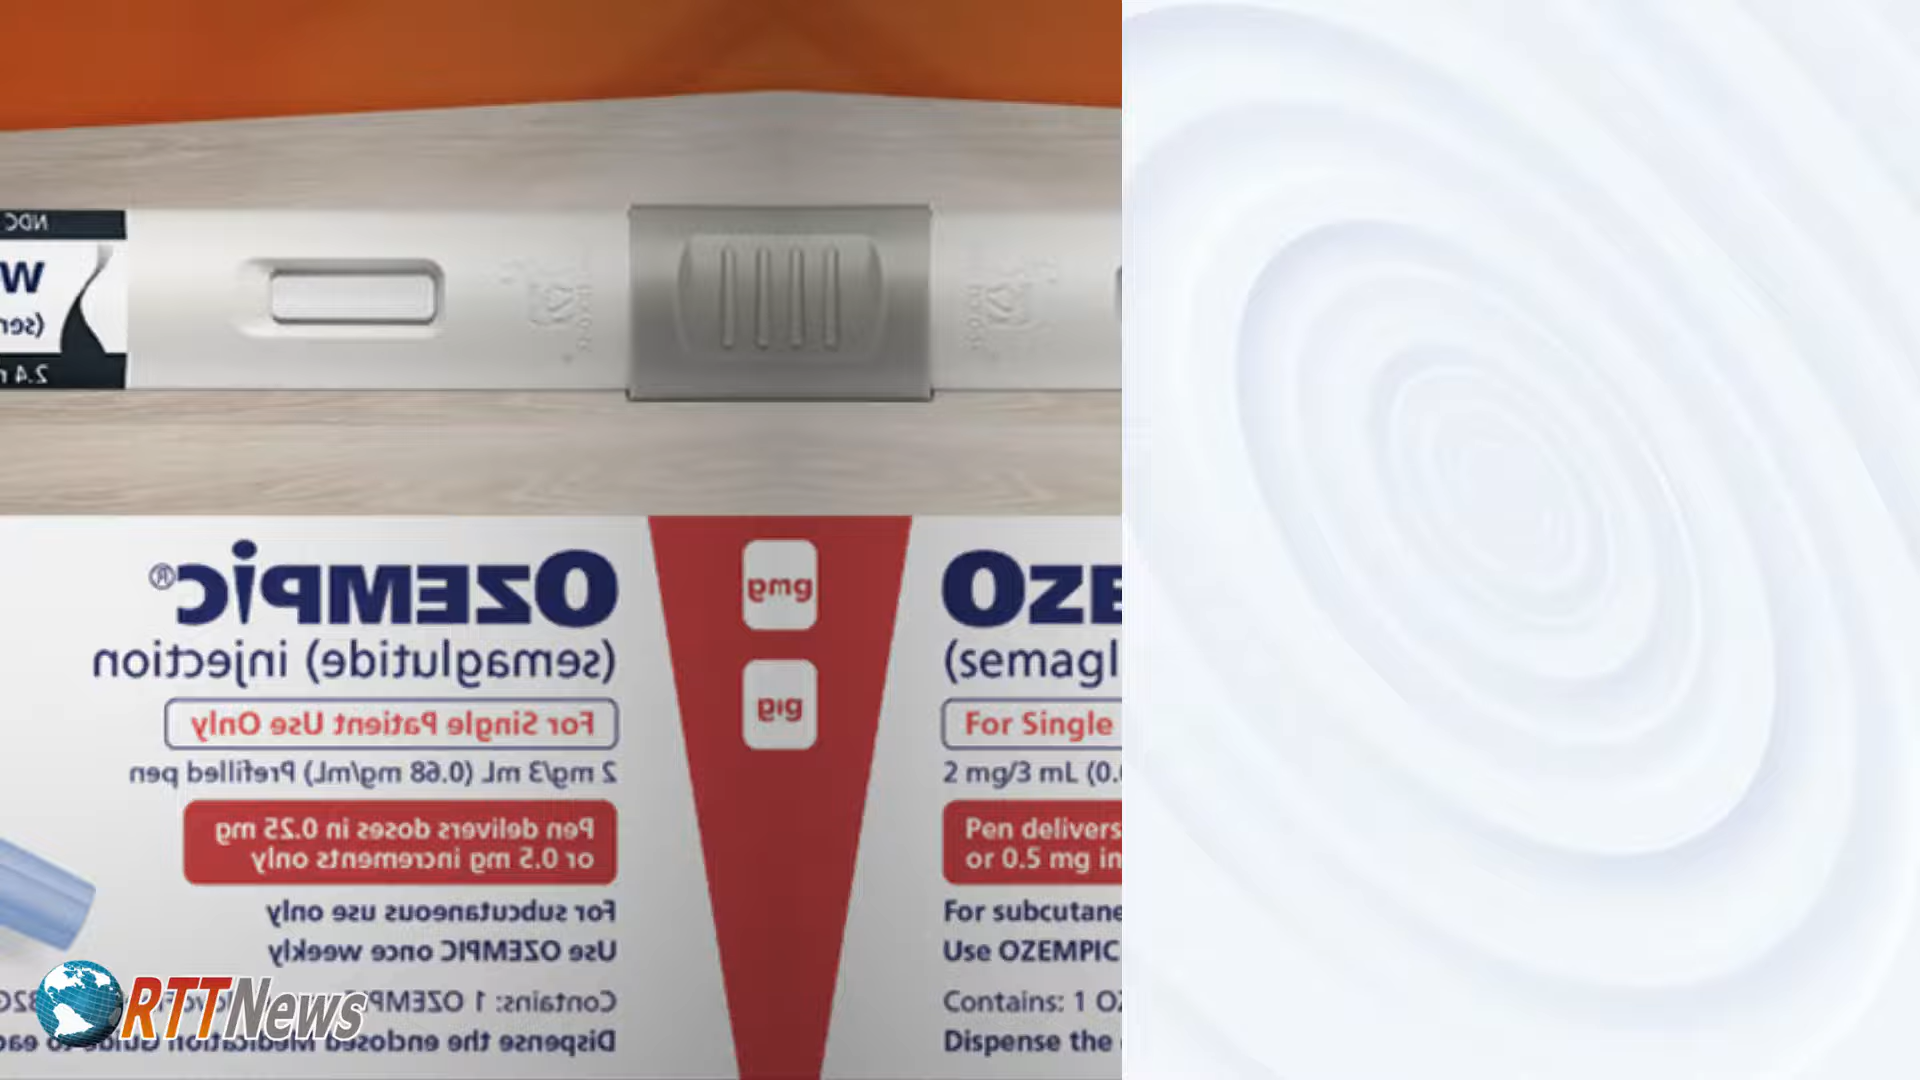 NDC
W
(sem
2.4 m
OZEMPIC®
(semaglutide) injection
For Single Patient Use Only
2 mg/3 mL (0.68 mg/mL) Prefilled pen
Pen delivers doses in 0.25 mg
or 0.5 mg increments only
For subcutaneous use only
Use OZEMPIC once weekly
Contains: 1 OZEMPIC
Dispense the enclosed Medication Guide to eac
OZE
(semagl
For Single
2 mg/3 mL (0.
Pen delivers
or 0.5 mg in
For subcutane
Use OZEMPIC
Contains: 1 OZ
Dispense the
RTTNews